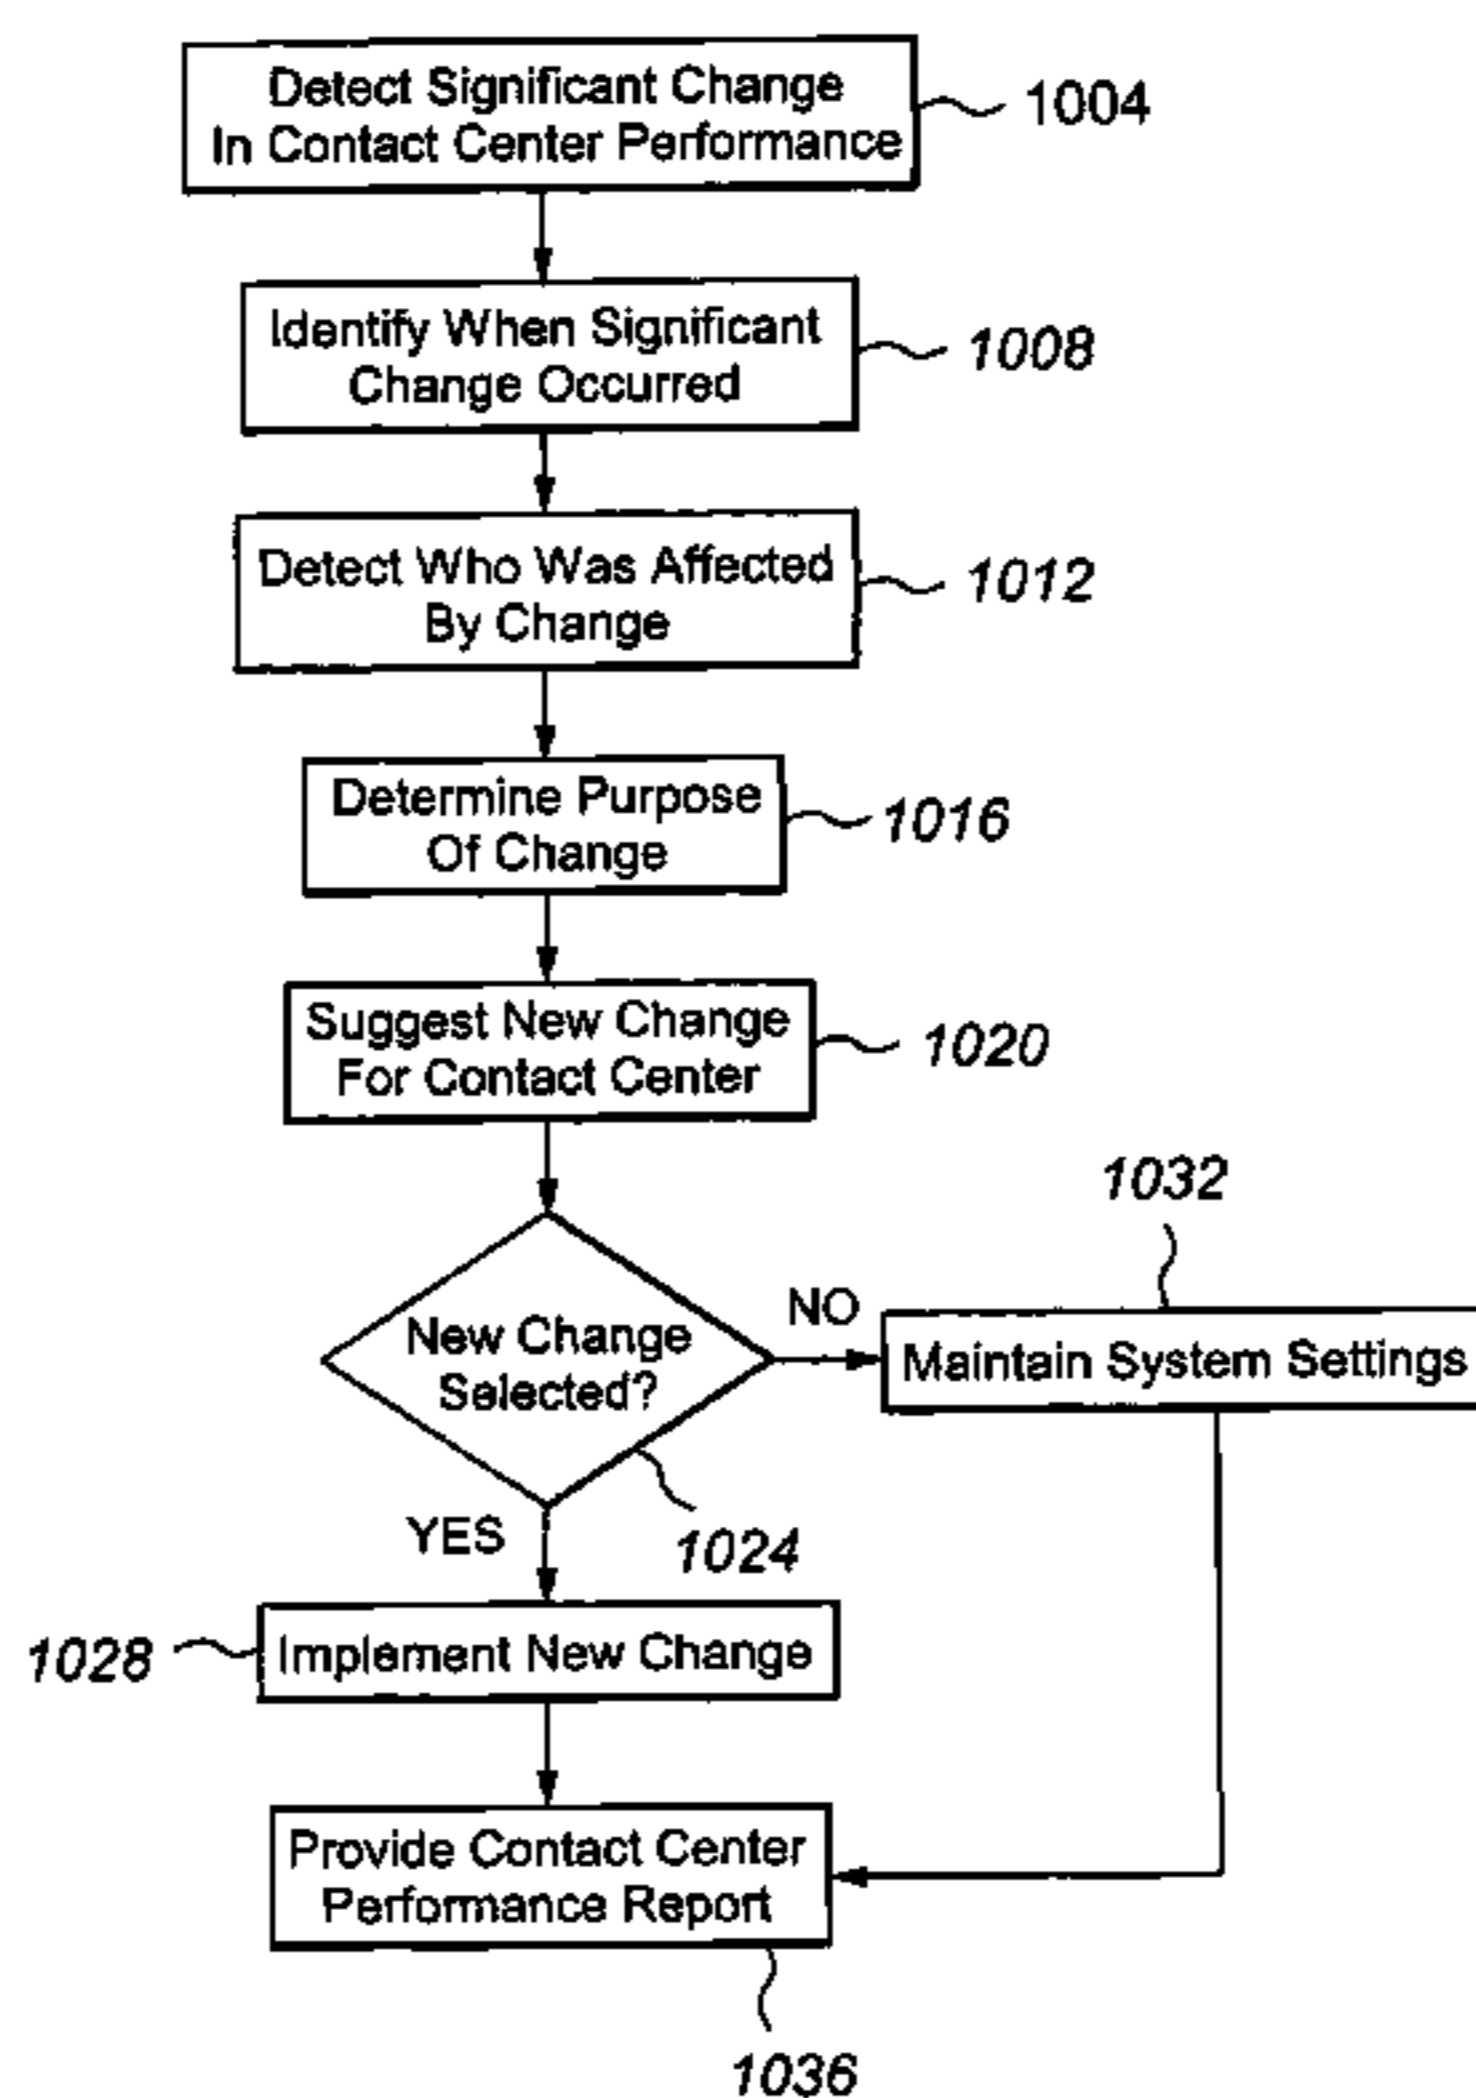 Detect Significant Change
In Contact Center Performance
1004
Identify When Significant
Change Occurred
1008
Detect Who Was Affected
By Change
1012
Determine Purpose
Of Change
1016
Suggest New Change
For Contact Center
1020
New Change
Selected?
1024
NO
1032
Maintain System Settings
YES
1028
Implement New Change
Provide Contact Center
Performance Report
1036